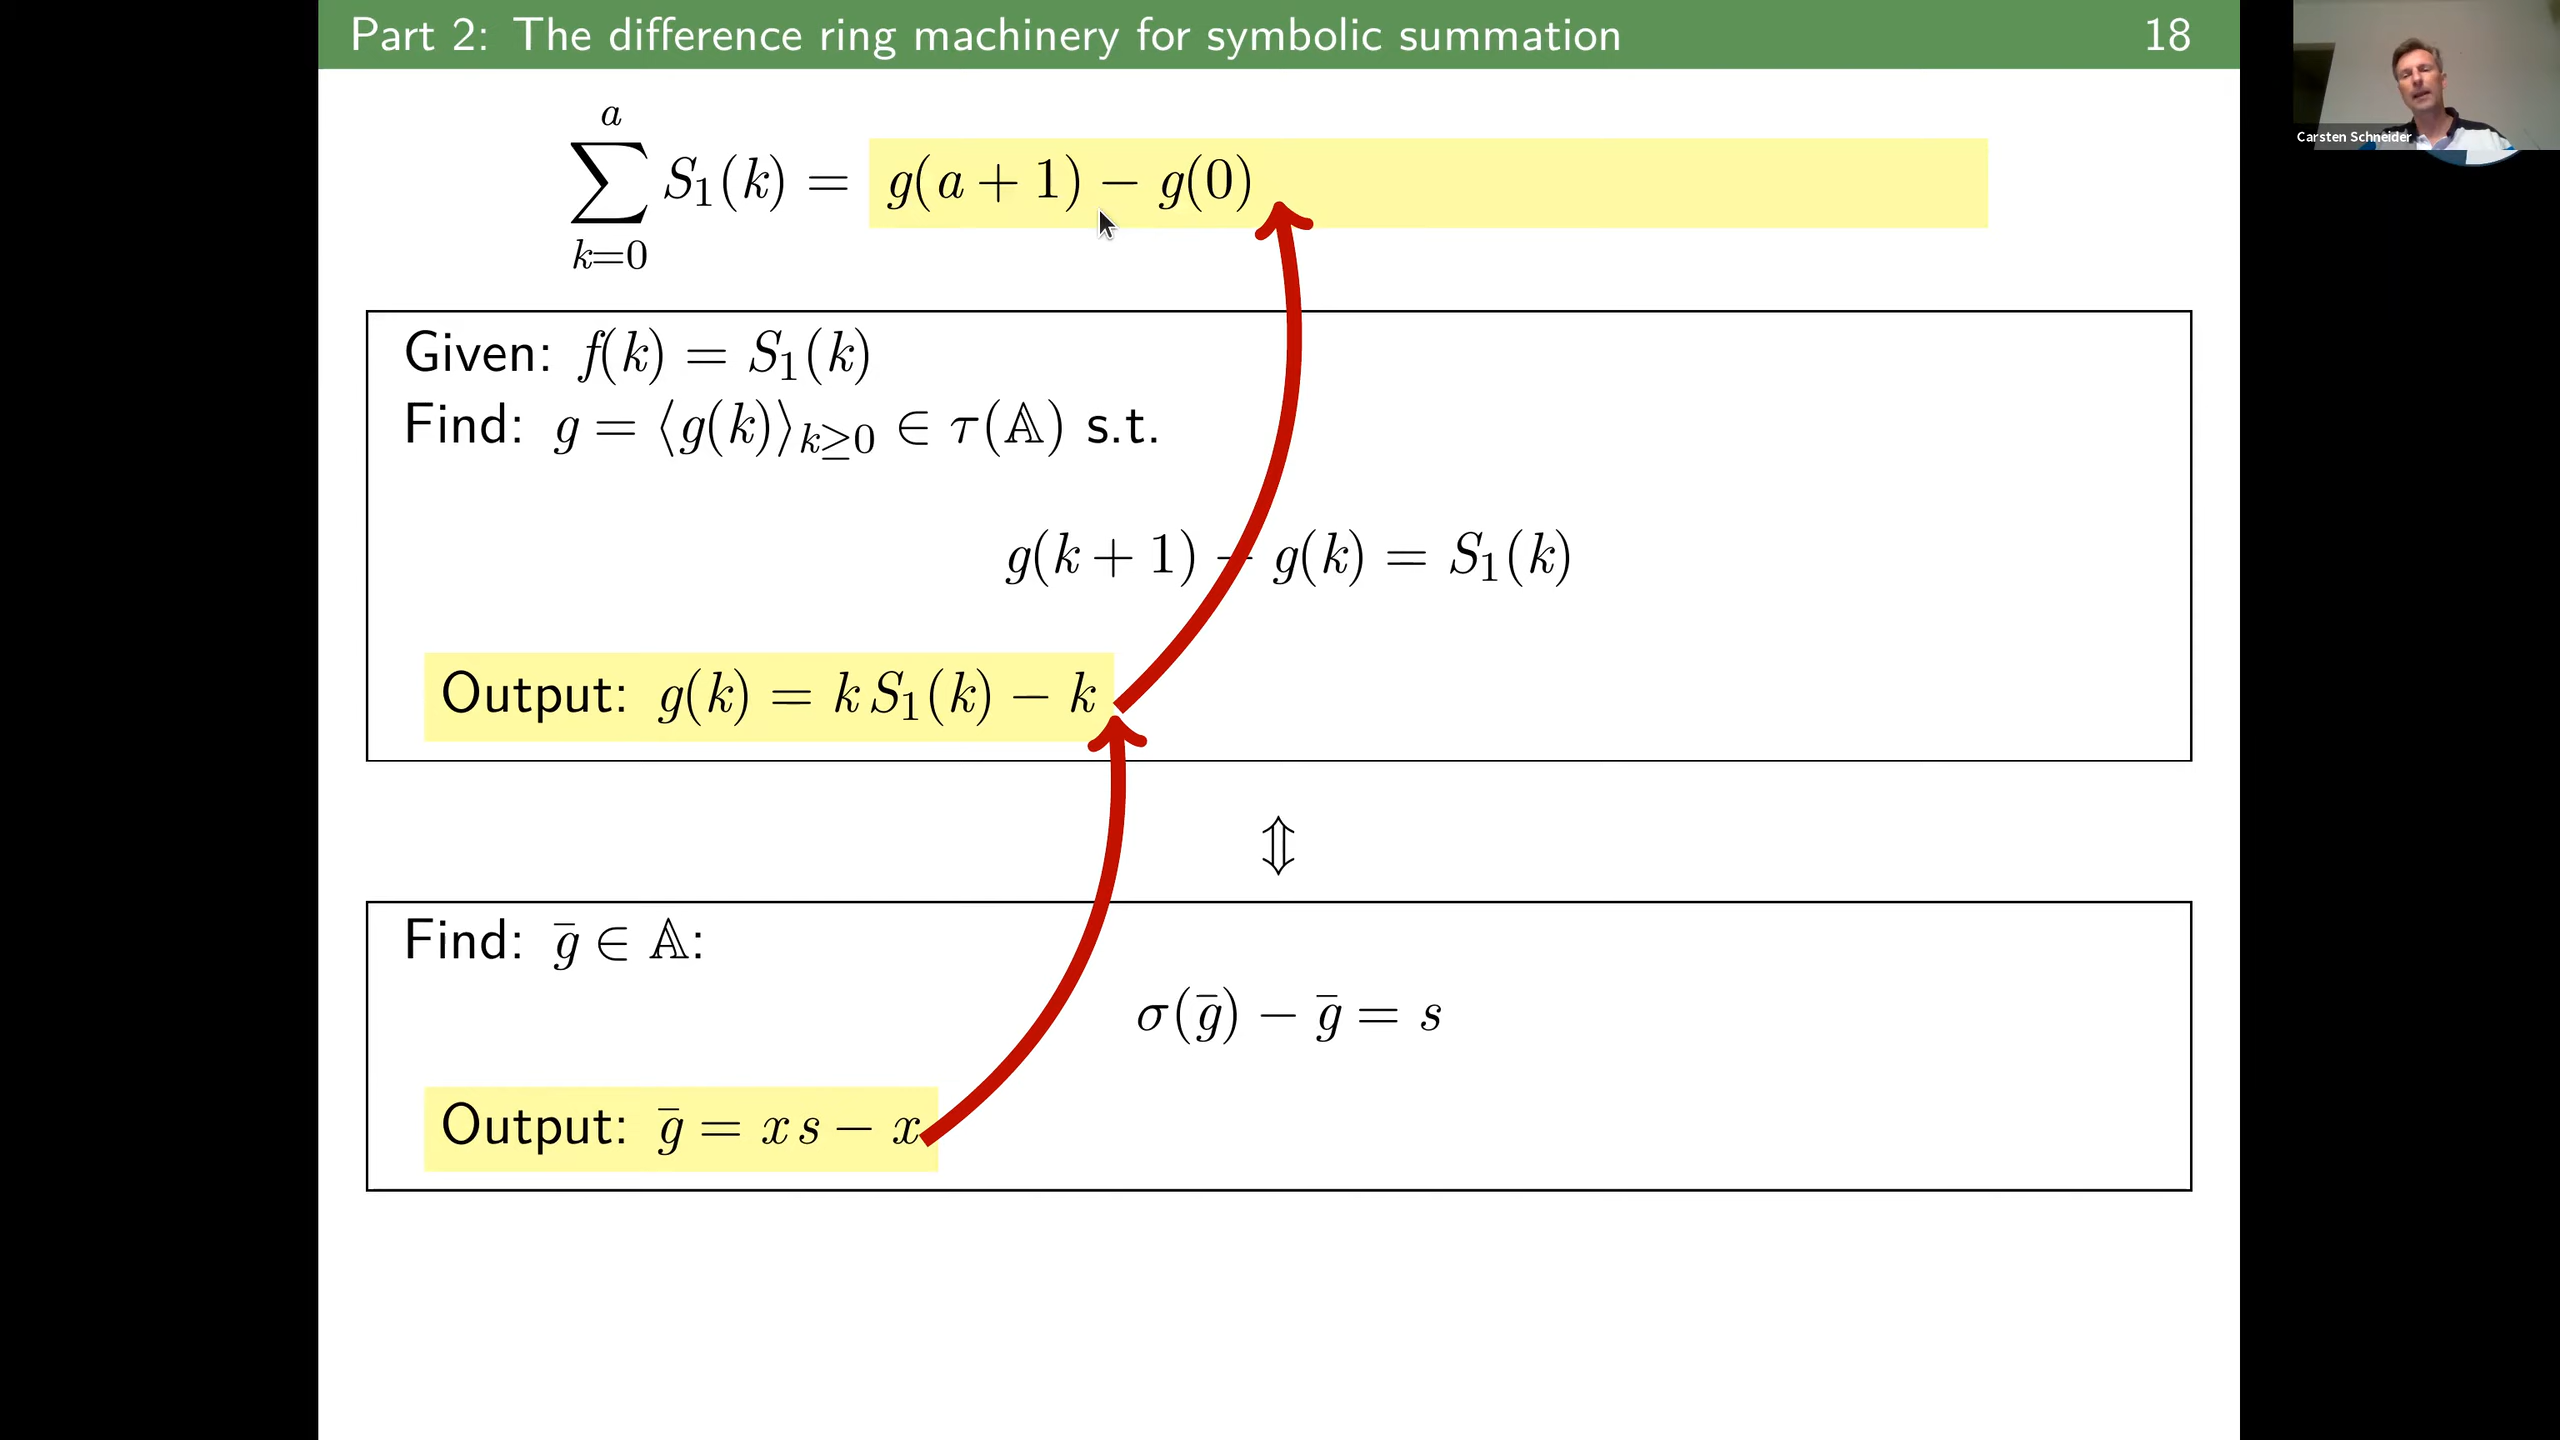 Part 2: The difference ring machinery for symbolic summation 18
Carsten Schneider
a
∑ S₁(k) = g(a + 1) − g(0)
k=0
Given: f(k) = S₁(k)
Find: g = ⟨g(k)⟩k≥0 ∈ τ(𝔸) s.t.
g(k + 1) − g(k) = S₁(k)
Output: g(k) = k S₁(k) − k
⇕
Find: ḡ ∈ 𝔸:
σ(ḡ) − ḡ = s
Output: ḡ = x s − x